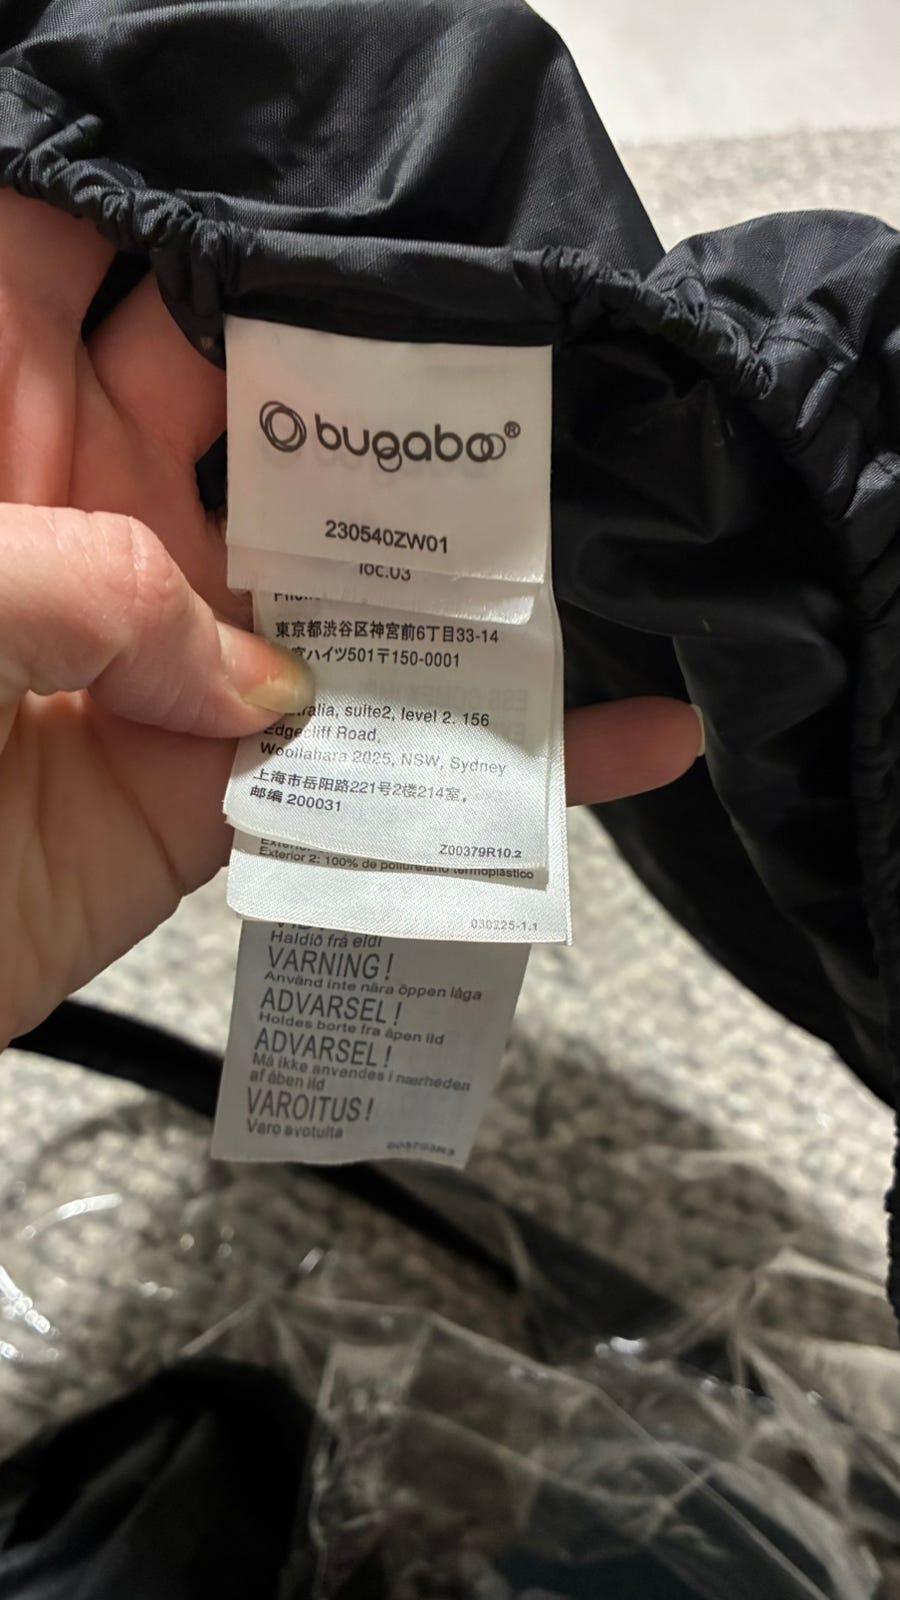 bugaboo®
230540ZW01
loc.03
東京都渋谷区神宮前6丁目33-14
宮ハイツ501〒150-0001
suite2, level 2. 156
Edgecliff Road,
Woollahara 2025, NSW, Sydney
上海市岳阳路221号2楼214室,
邮编 200031
Z00379R10.2
Exterior 2: 100% de poliuretano termoplástico
030225-1.1
Haldið frá eldi
VARNING!
Använd inte nära öppen låga
ADVARSEL!
Holdes borte fra åpen ild
ADVARSEL!
Må ikke anvendes i nærheden
af åben ild
VAROITUS!
Varo avotulta